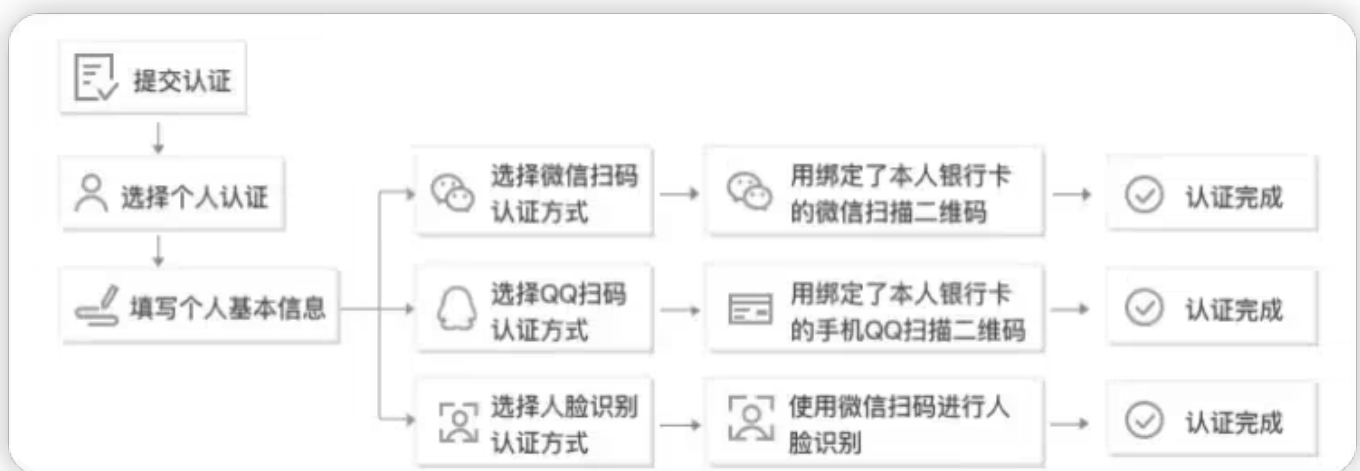 提交认证
选择个人认证
填写个人基本信息
选择微信扫码
认证方式
用绑定了本人银行卡
的微信扫描二维码
认证完成
选择QQ扫码
认证方式
用绑定了本人银行卡
的手机QQ扫描二维码
认证完成
选择人脸识别
认证方式
使用微信扫码进行人
脸识别
认证完成